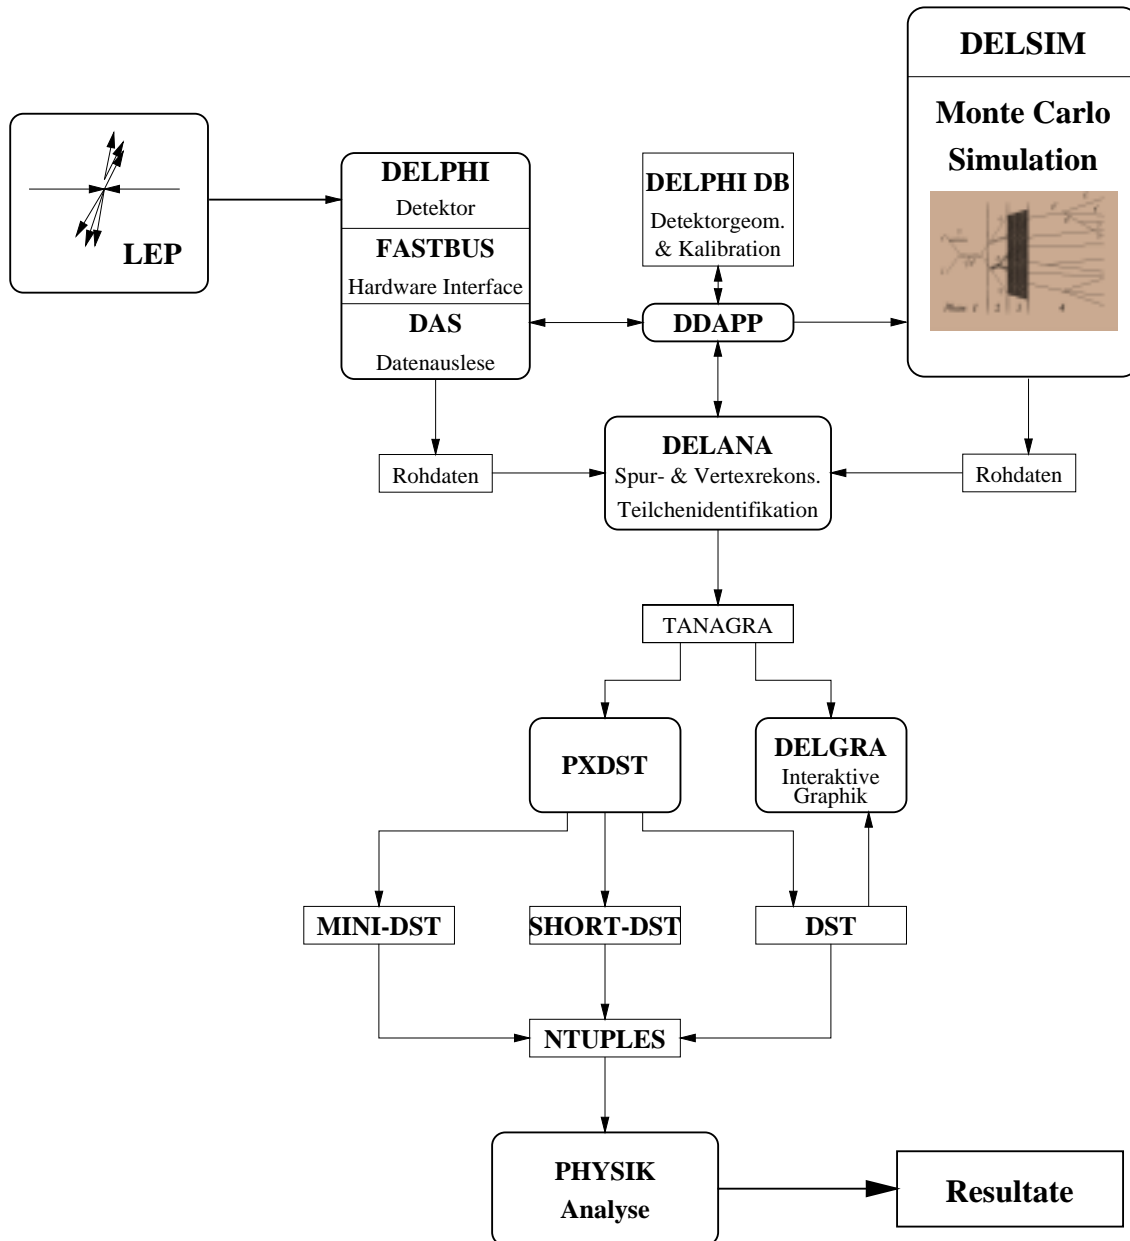 DELSIM
Monte Carlo
Simulation
LEP
DELPHI
Detektor
FASTBUS
Hardware Interface
DAS
Datenauslese
DELPHI DB
Detektorgeom.
& Kalibration
DDAPP
Rohdaten
DELANA
Spur- & Vertexrekons.
Teilchenidentifikation
Rohdaten
TANAGRA
PXDST
DELGRA
Interaktive
Graphik
MINI-DST
SHORT-DST
DST
NTUPLES
PHYSIK
Analyse
Resultate